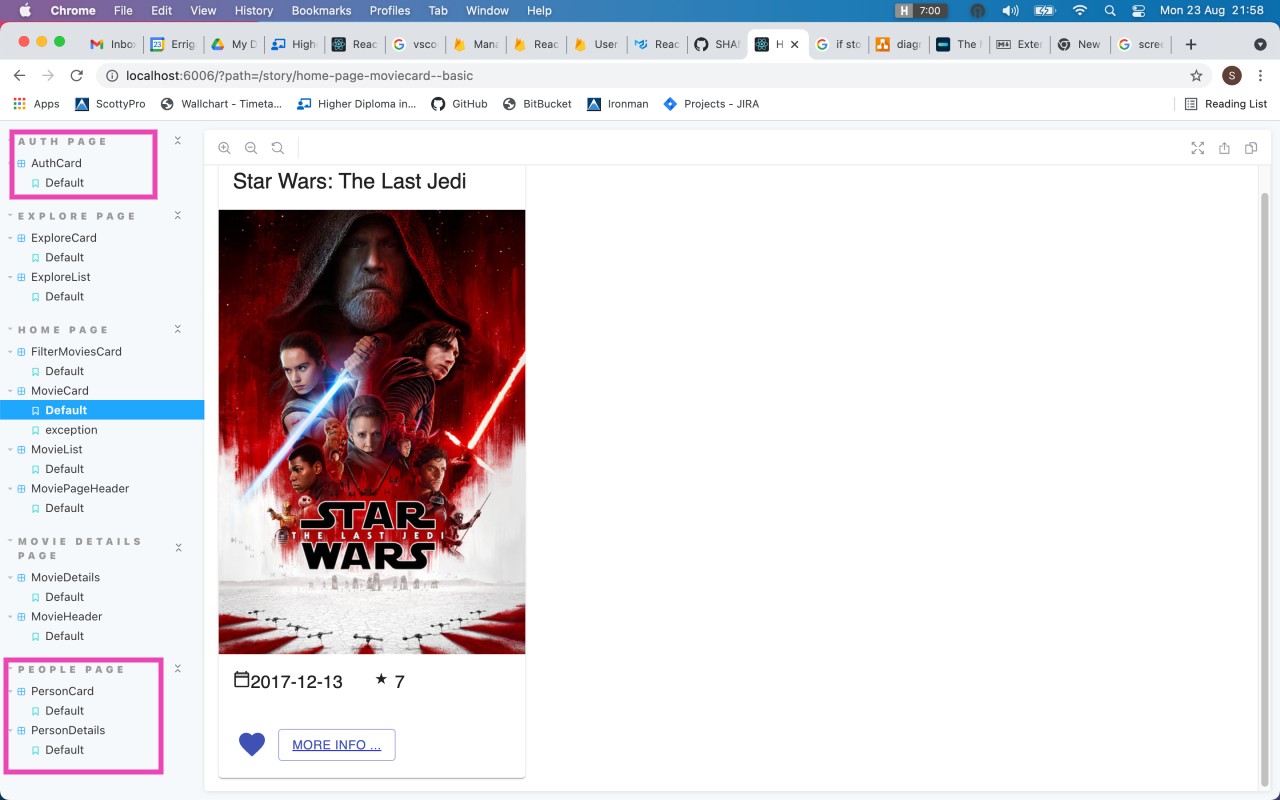 Chrome File Edit View History Bookmarks Profiles Tab Window Help H 7:00 Mon 23 Aug 21:58
Inbo 23 Errig My D High React vsco Mana Reac User Reac SHA H if sto diagr The Exter New scree
localhost:6006/?path=/story/home-page-moviecard--basic S
Apps ScottyPro Wallchart - Timeta... Higher Diploma in... GitHub BitBucket Ironman Projects - JIRA Reading List
AUTH PAGE
AuthCard
Default
EXPLORE PAGE
ExploreCard
Default
ExploreList
Default
HOME PAGE
FilterMoviesCard
Default
MovieCard
Default
exception
MovieList
Default
MoviePageHeader
Default
MOVIE DETAILS
PAGE
MovieDetails
Default
MovieHeader
Default
PEOPLE PAGE
PersonCard
Default
PersonDetails
Default
Star Wars: The Last Jedi
STAR
THE LAST JEDI
WARS
2017-12-13 7
MORE INFO ...